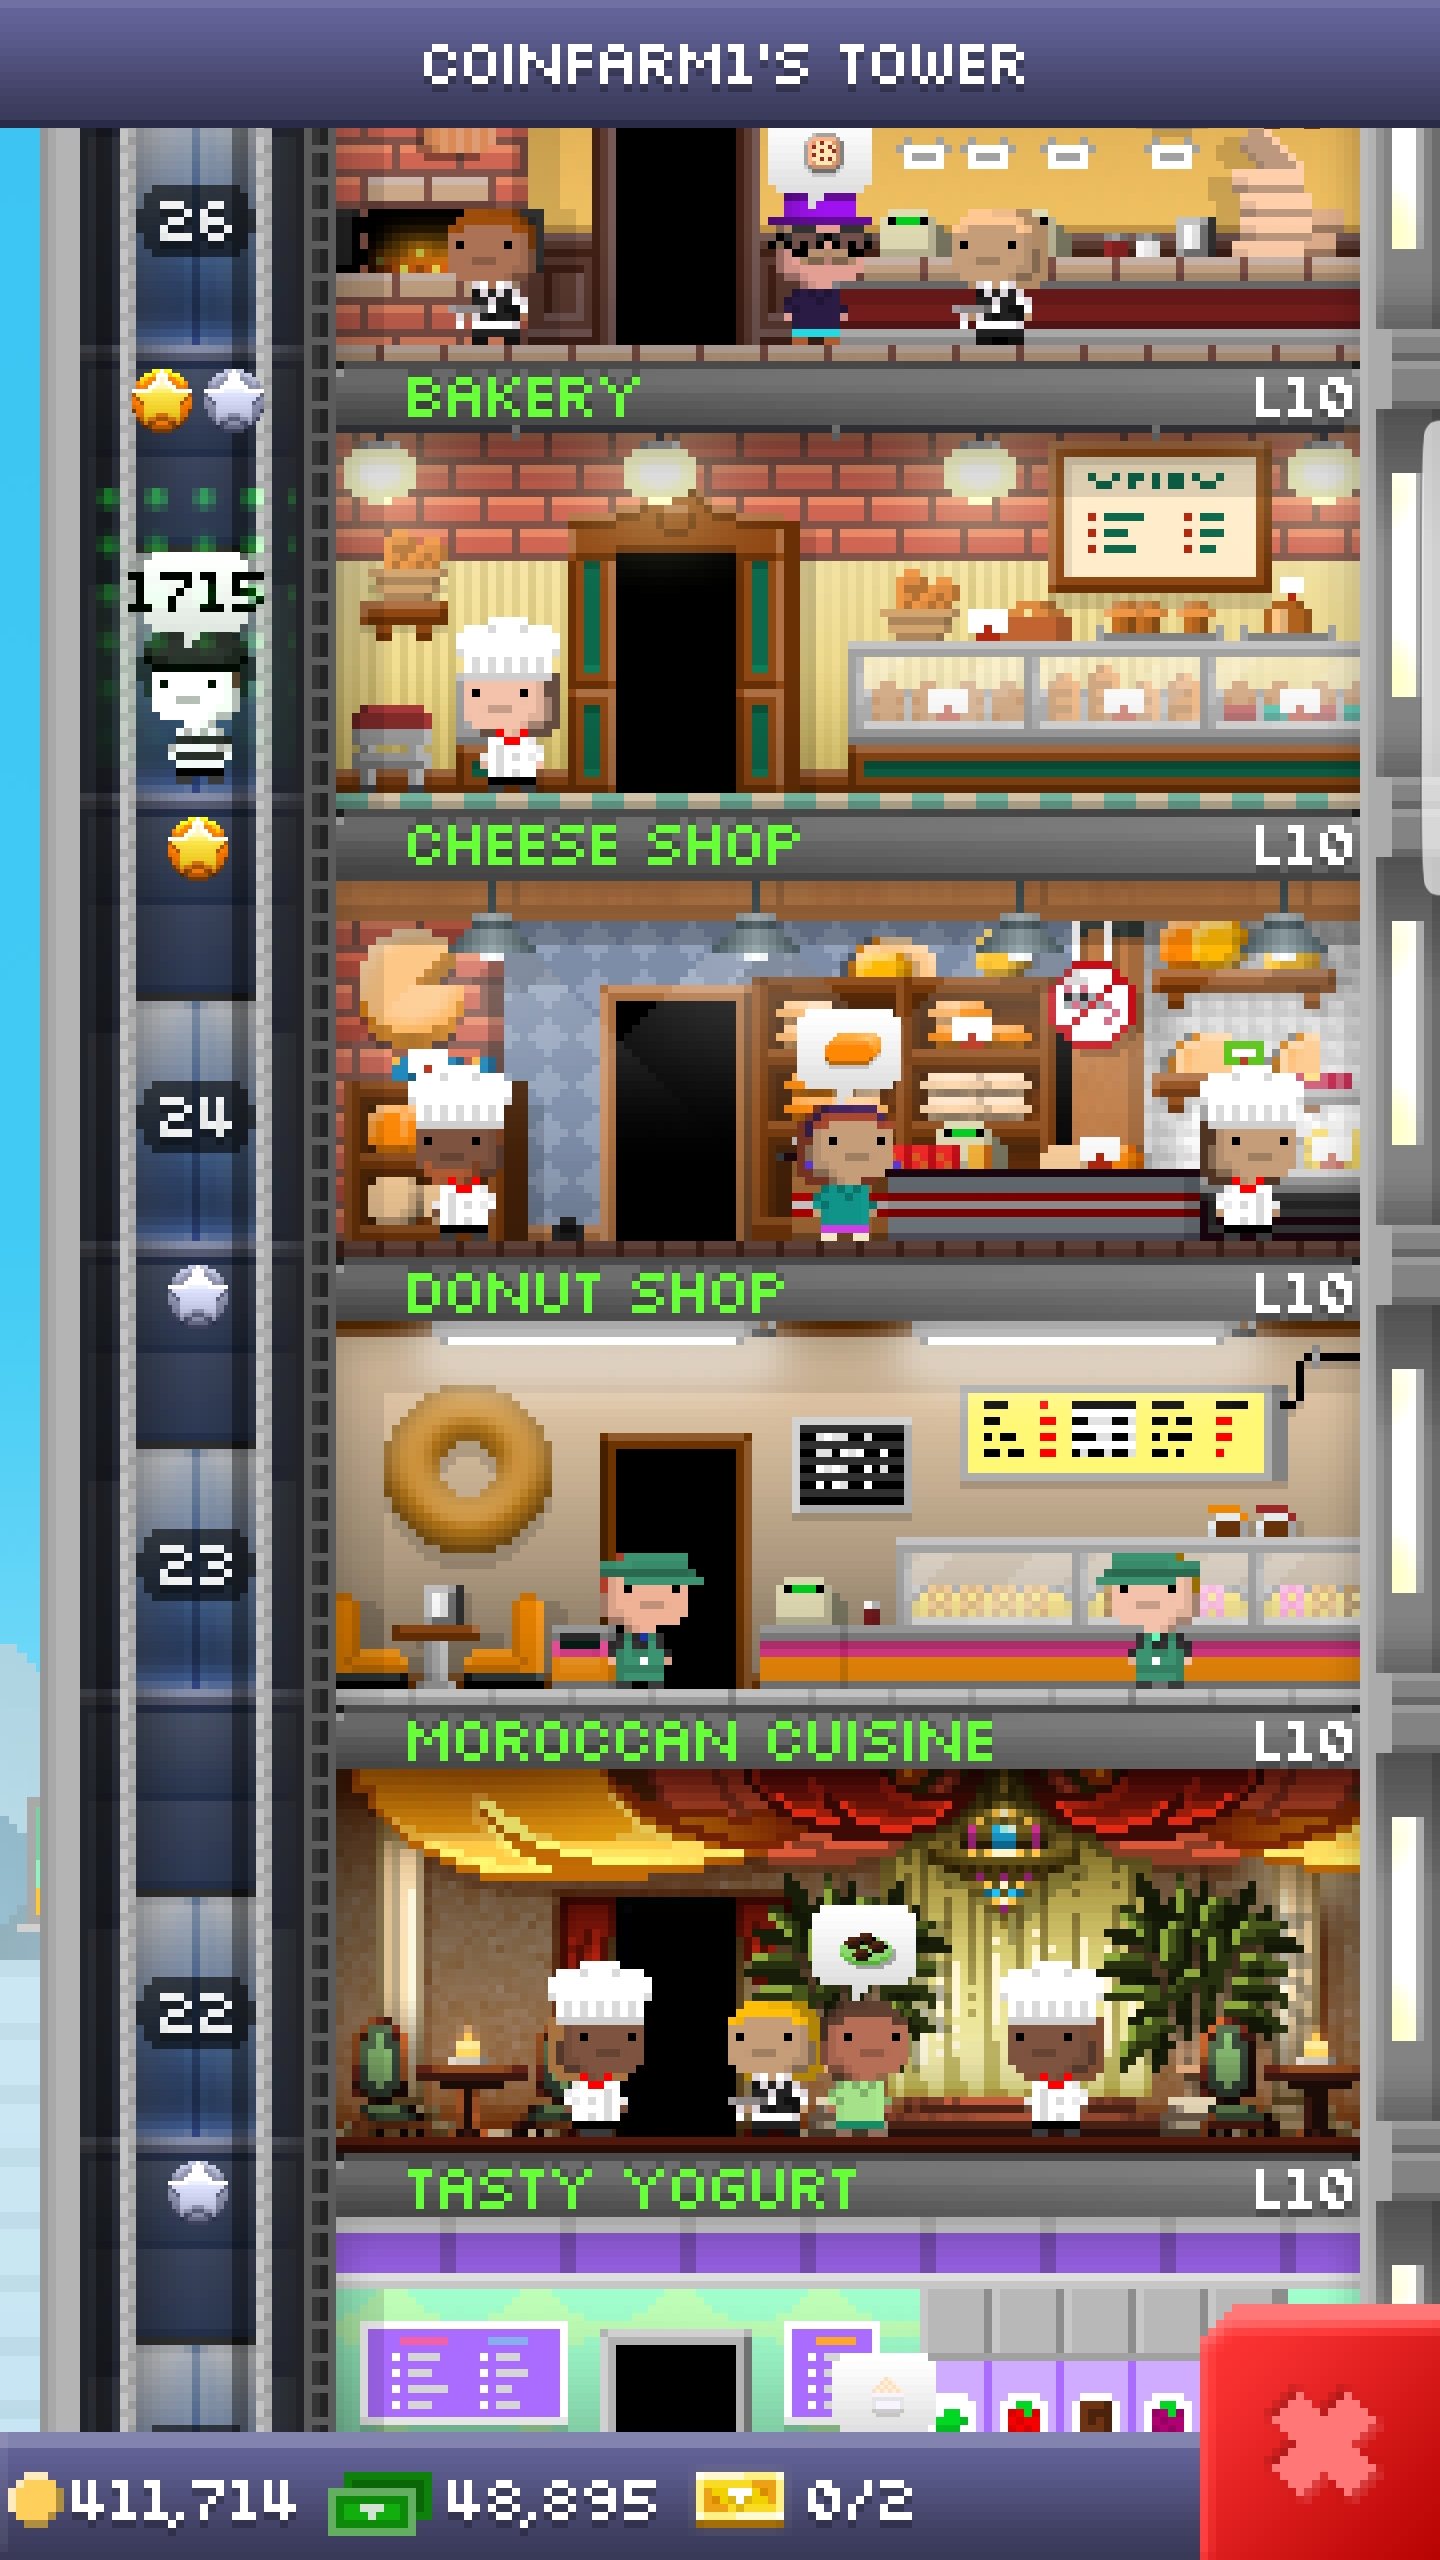 COINFARM1'S TOWER
26
BAKERY L10
1715
CHEESE SHOP L10
24
DONUT SHOP L10
23
MOROCCAN CUISINE L10
22
TASTY YOGURT L10
411,714 48,895 0/2